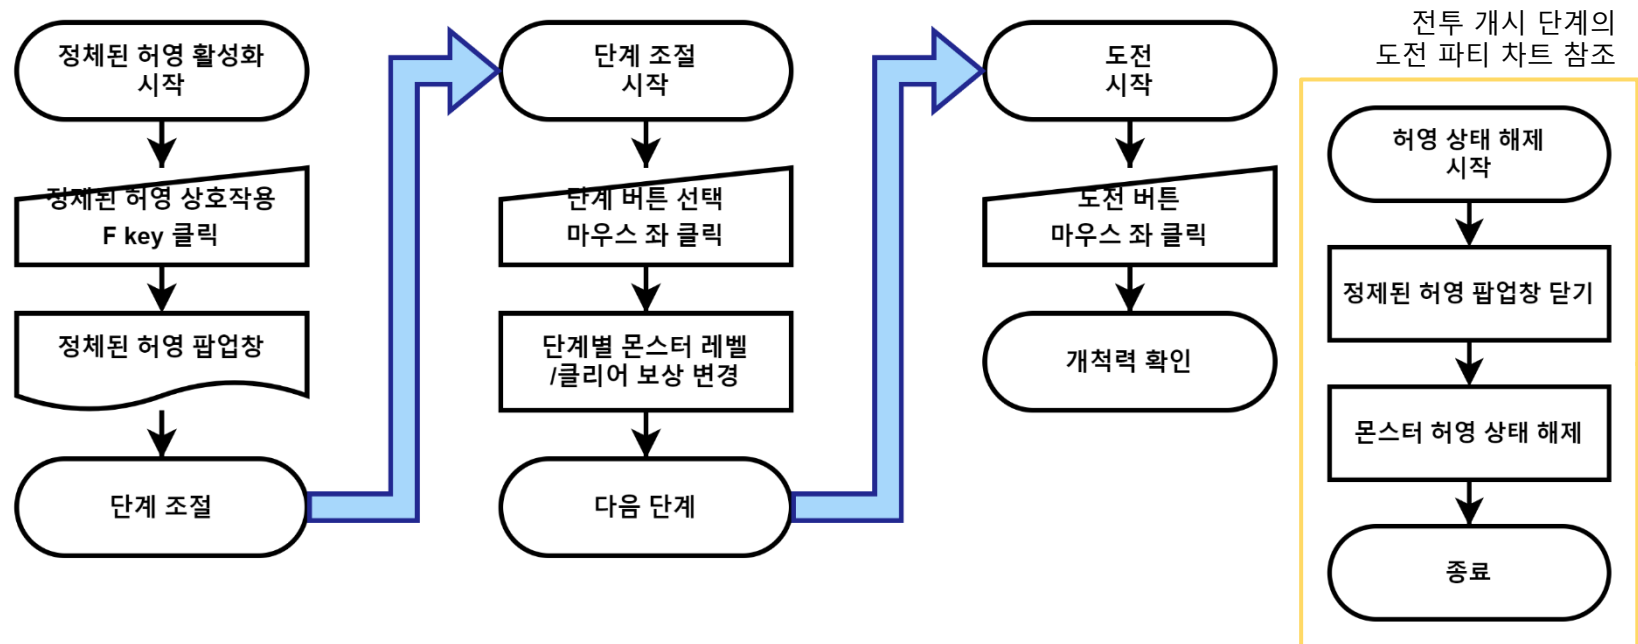 정체된 허영 활성화
시작
정제된 허영 상호작용
F key 클릭
정체된 허영 팝업창
단계 조절
단계 조절
시작
단계 버튼 선택
마우스 좌 클릭
단계별 몬스터 레벨
/클리어 보상 변경
다음 단계
도전
시작
도전 버튼
마우스 좌 클릭
개척력 확인
전투 개시 단계의
도전 파티 차트 참조
허영 상태 해제
시작
정제된 허영 팝업창 닫기
몬스터 허영 상태 해제
종료